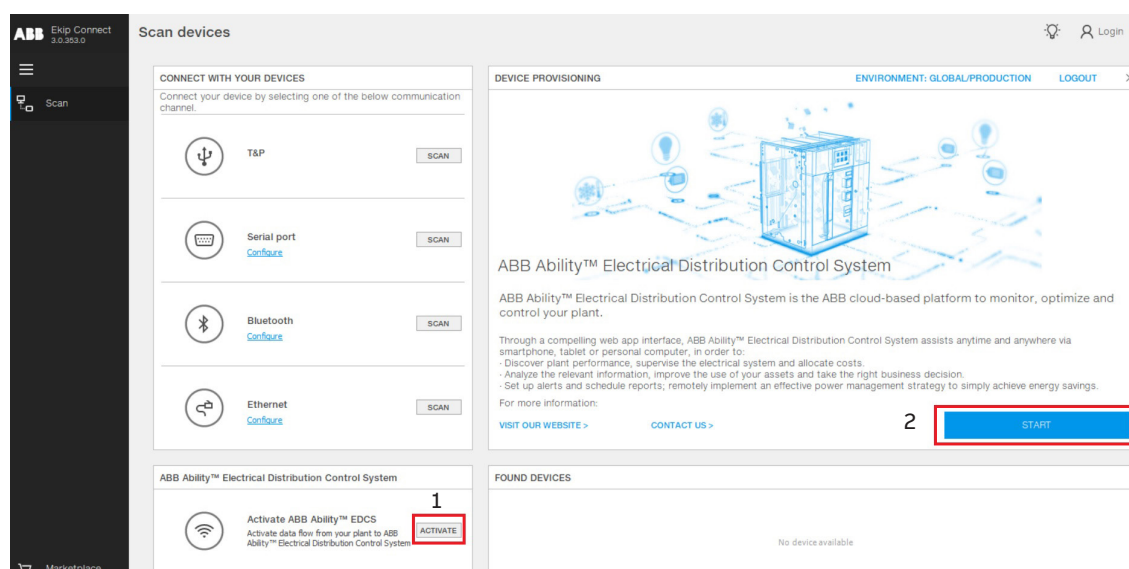 ABB Ekip Connect
3.0.353.0
Scan devices
Login
Scan
CONNECT WITH YOUR DEVICES
Connect your device by selecting one of the below communication
channel.
T&P
SCAN
Serial port
Configure
SCAN
Bluetooth
Configure
SCAN
Ethernet
Configure
SCAN
DEVICE PROVISIONING
ENVIRONMENT: GLOBAL/PRODUCTION
LOGOUT
ABB Ability™ Electrical Distribution Control System
ABB Ability™ Electrical Distribution Control System is the ABB cloud-based platform to monitor, optimize and
control your plant.
Through a compelling web app interface, ABB Ability™ Electrical Distribution Control System assists anytime and anywhere via
smartphone, tablet or personal computer, in order to:
- Discover plant performance, supervise the electrical system and allocate costs.
- Analyze the relevant information, improve the use of your assets and take the right business decision.
- Set up alerts and schedule reports; remotely implement an effective power management strategy to simply achieve energy savings.
For more information:
VISIT OUR WEBSITE >
CONTACT US >
2
START
ABB Ability™ Electrical Distribution Control System
1
Activate ABB Ability™ EDCS
Activate data flow from your plant to ABB
Ability™ Electrical Distribution Control System
ACTIVATE
FOUND DEVICES
No device available
Marketplace